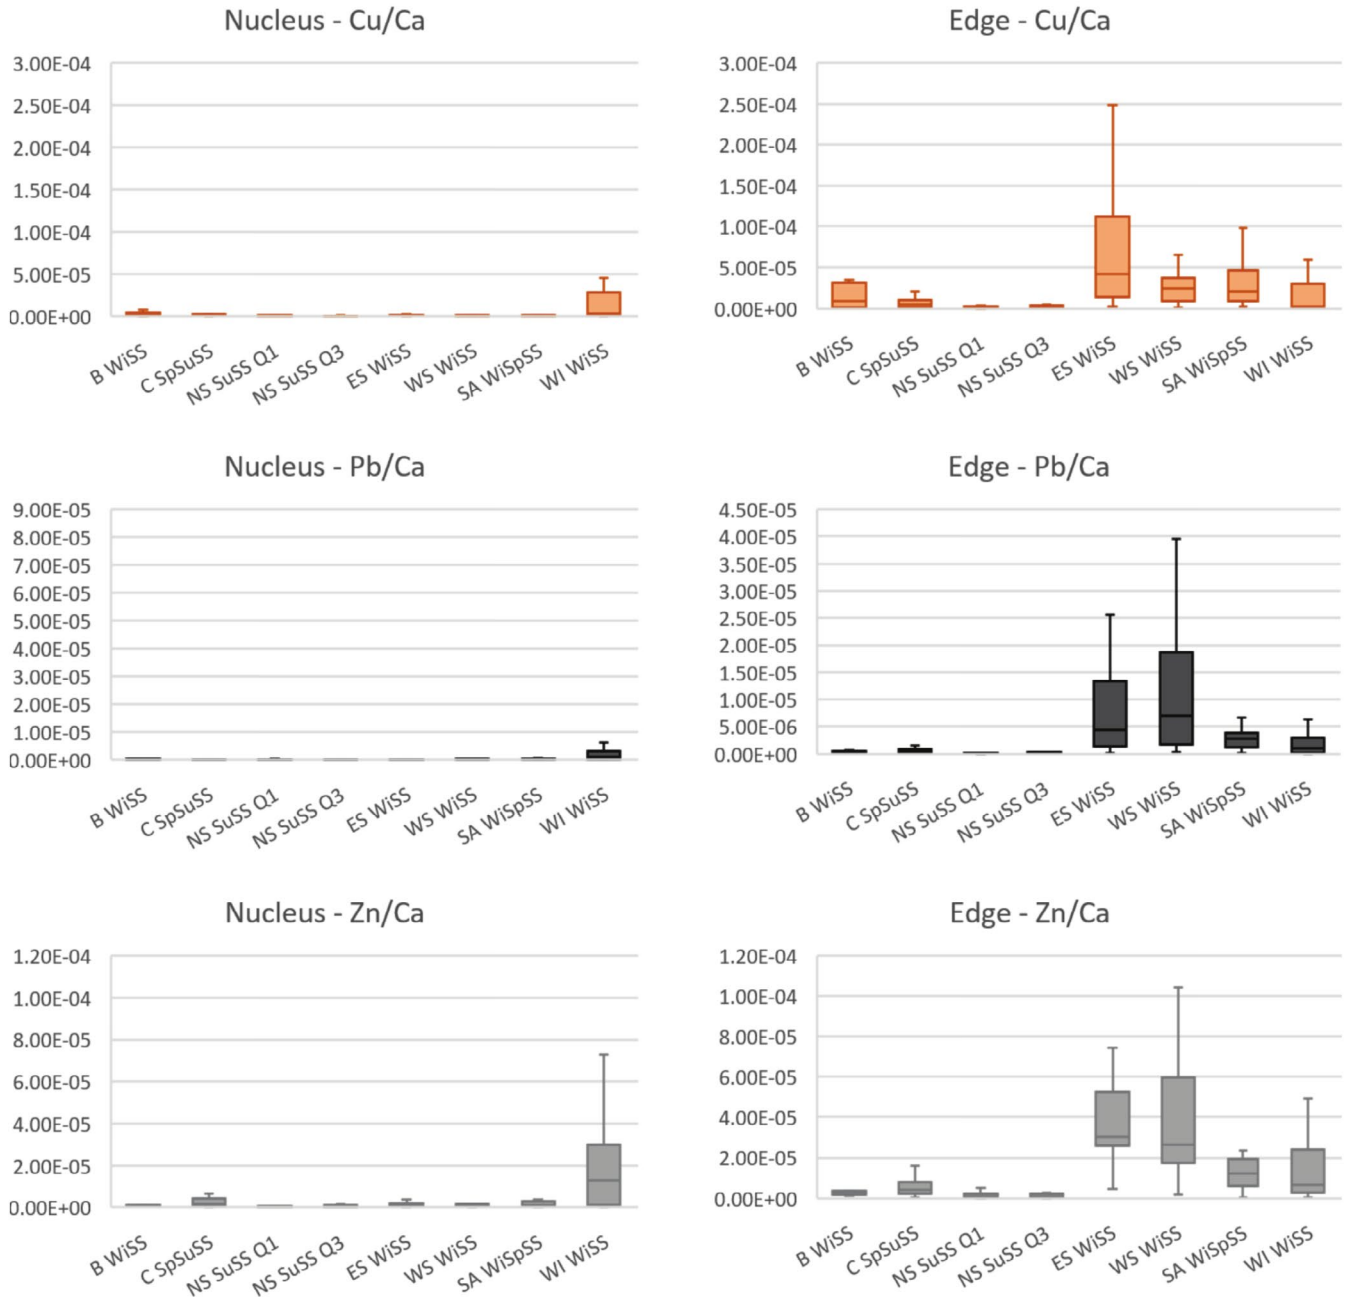 Nucleus - Cu/Ca
3.00E-04
2.50E-04
2.00E-04
1.50E-04
1.00E-04
5.00E-05
0.00E+00
B WiSS
C SpSuSS
NS SuSS Q1
NS SuSS Q3
ES WiSS
WS WiSS
SA WiSpSS
WI WiSS
Edge - Cu/Ca
3.00E-04
2.50E-04
2.00E-04
1.50E-04
1.00E-04
5.00E-05
0.00E+00
B WiSS
C SpSuSS
NS SuSS Q1
NS SuSS Q3
ES WiSS
WS WiSS
SA WiSpSS
WI WiSS
Nucleus - Pb/Ca
9.00E-05
8.00E-05
7.00E-05
6.00E-05
5.00E-05
4.00E-05
3.00E-05
2.00E-05
1.00E-05
0.00E+00
B WiSS
C SpSuSS
NS SuSS Q1
NS SuSS Q3
ES WiSS
WS WiSS
SA WiSpSS
WI WiSS
Edge - Pb/Ca
4.50E-05
4.00E-05
3.50E-05
3.00E-05
2.50E-05
2.00E-05
1.50E-05
1.00E-05
5.00E-06
0.00E+00
B WiSS
C SpSuSS
NS SuSS Q1
NS SuSS Q3
ES WiSS
WS WiSS
SA WiSpSS
WI WiSS
Nucleus - Zn/Ca
1.20E-04
1.00E-04
8.00E-05
6.00E-05
4.00E-05
2.00E-05
0.00E+00
B WiSS
C SpSuSS
NS SuSS Q1
NS SuSS Q3
ES WiSS
WS WiSS
SA WiSpSS
WI WiSS
Edge - Zn/Ca
1.20E-04
1.00E-04
8.00E-05
6.00E-05
4.00E-05
2.00E-05
0.00E+00
B WiSS
C SpSuSS
NS SuSS Q1
NS SuSS Q3
ES WiSS
WS WiSS
SA WiSpSS
WI WiSS